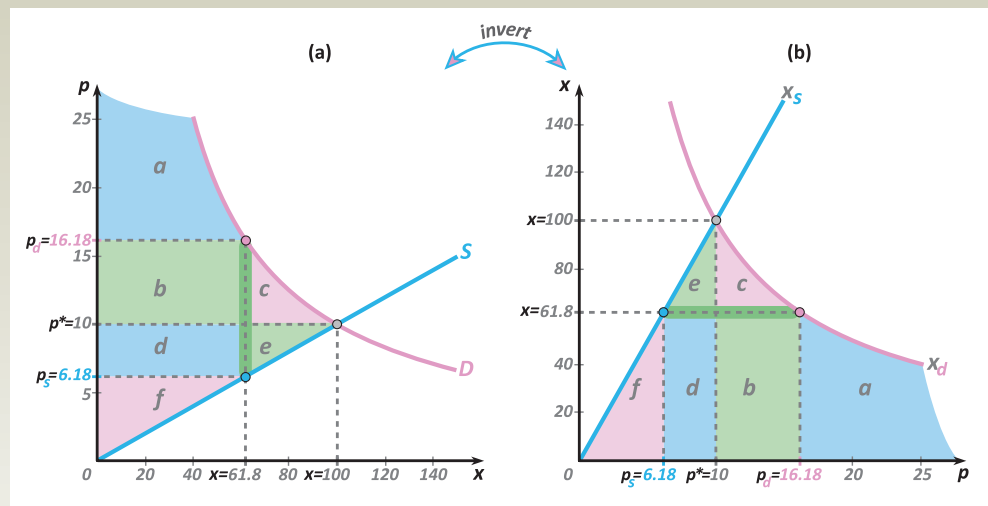 invert
(a)
(b)
p
25
20
p_d=16.18
15
p*=10
p_s=6.18
5
a
b
c
d
e
f
S
D
0 20 40 x=61.8 80 x=100 120 140 x
x
140
120
x=100
80
x=61.8
40
20
x_S
x_d
e
c
f
d
b
a
0 p_s=6.18 p*=10 p_d=16.18 20 25 p